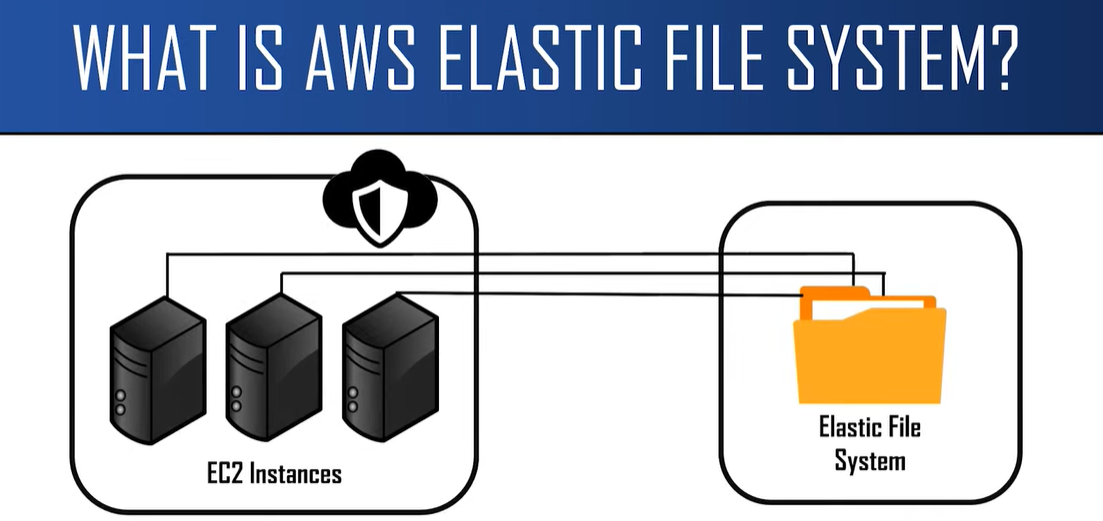 WHAT IS AWS ELASTIC FILE SYSTEM?
EC2 Instances
Elastic File
System